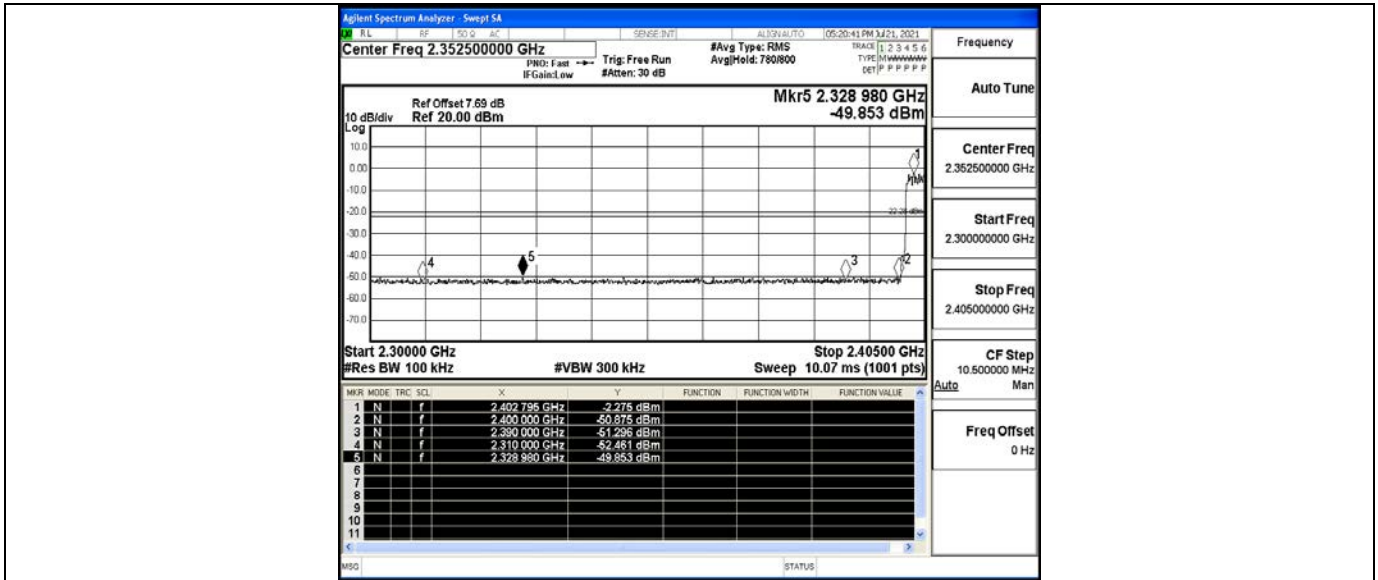 Agilent Spectrum Analyzer - Swept SA
RL RF 50 Ω AC SENSE:INT ALIGNAUTO 05:20:41 PM Jul 21, 2021
Center Freq 2.352500000 GHz
PNO: Fast
IFGain:Low
Trig: Free Run
#Atten: 30 dB
#Avg Type: RMS
Avg|Hold: 780/800
TRACE 1 2 3 4 5 6
TYPE MWWWWW
DET P P P P P P
Mkr5 2.328 980 GHz
-49.853 dBm
Ref Offset 7.69 dB
Ref 20.00 dBm
10 dB/div
Log
10.0
0.00
-10.0
-20.0
-30.0
-40.0
-50.0
-60.0
-70.0
1
2
3
4
5
Start 2.30000 GHz
Stop 2.40500 GHz
#Res BW 100 kHz
#VBW 300 kHz
Sweep 10.07 ms (1001 pts)
MKR MODE TRC SCL X Y FUNCTION FUNCTION WIDTH FUNCTION VALUE
1 N f 2.402 795 GHz -2.275 dBm
2 N f 2.400 000 GHz -50.875 dBm
3 N f 2.390 000 GHz -51.296 dBm
4 N f 2.310 000 GHz -52.461 dBm
5 N f 2.328 980 GHz -49.853 dBm
6
7
8
9
10
11
MSG
STATUS
Frequency
Auto Tune
Center Freq
2.352500000 GHz
Start Freq
2.300000000 GHz
Stop Freq
2.405000000 GHz
CF Step
10.500000 MHz
Auto Man
Freq Offset
0 Hz